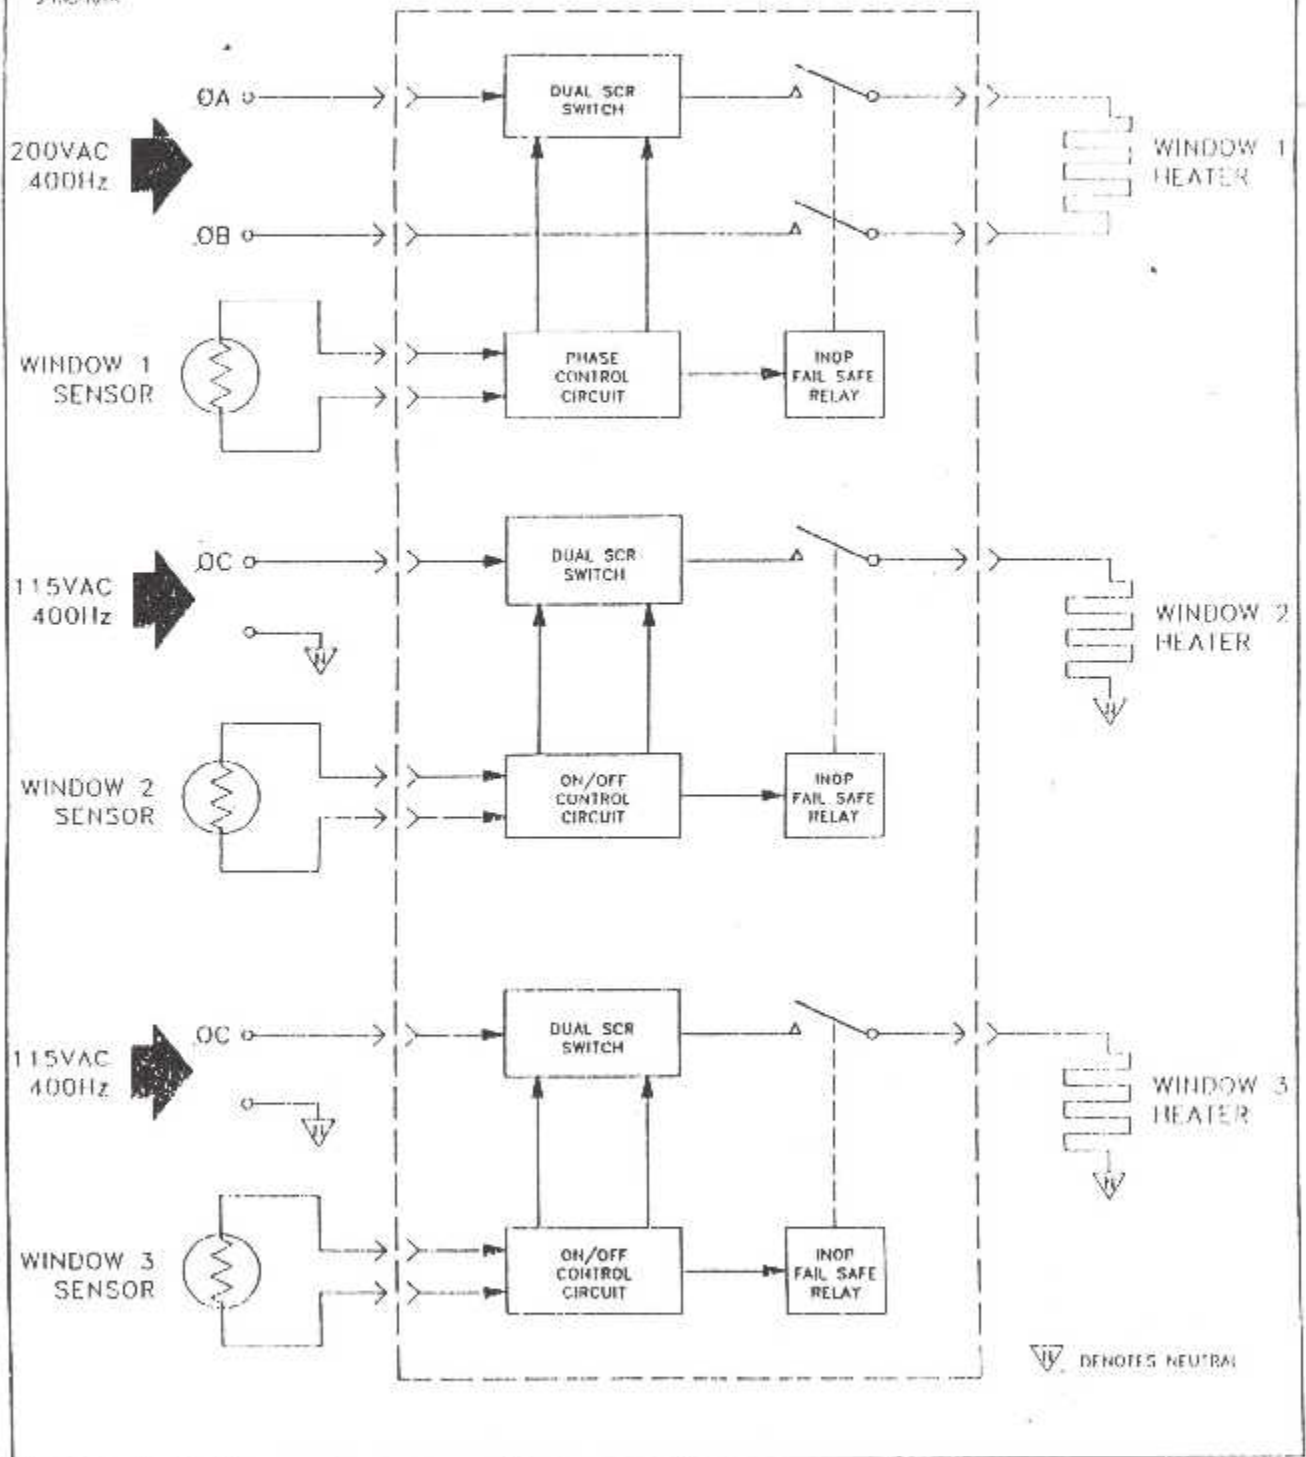 ØA
DUAL SCR
SWITCH
200VAC
400Hz
WINDOW 1
HEATER
ØB
WINDOW 1
SENSOR
PHASE
CONTROL
CIRCUIT
INOP
FAIL SAFE
RELAY
ØC
DUAL SCR
SWITCH
115VAC
400Hz
WINDOW 2
HEATER
WINDOW 2
SENSOR
ON/OFF
CONTROL
CIRCUIT
INOP
FAIL SAFE
RELAY
ØC
DUAL SCR
SWITCH
115VAC
400Hz
WINDOW 3
HEATER
WINDOW 3
SENSOR
ON/OFF
CONTROL
CIRCUIT
INOP
FAIL SAFE
RELAY
N DENOTES NEUTRAL